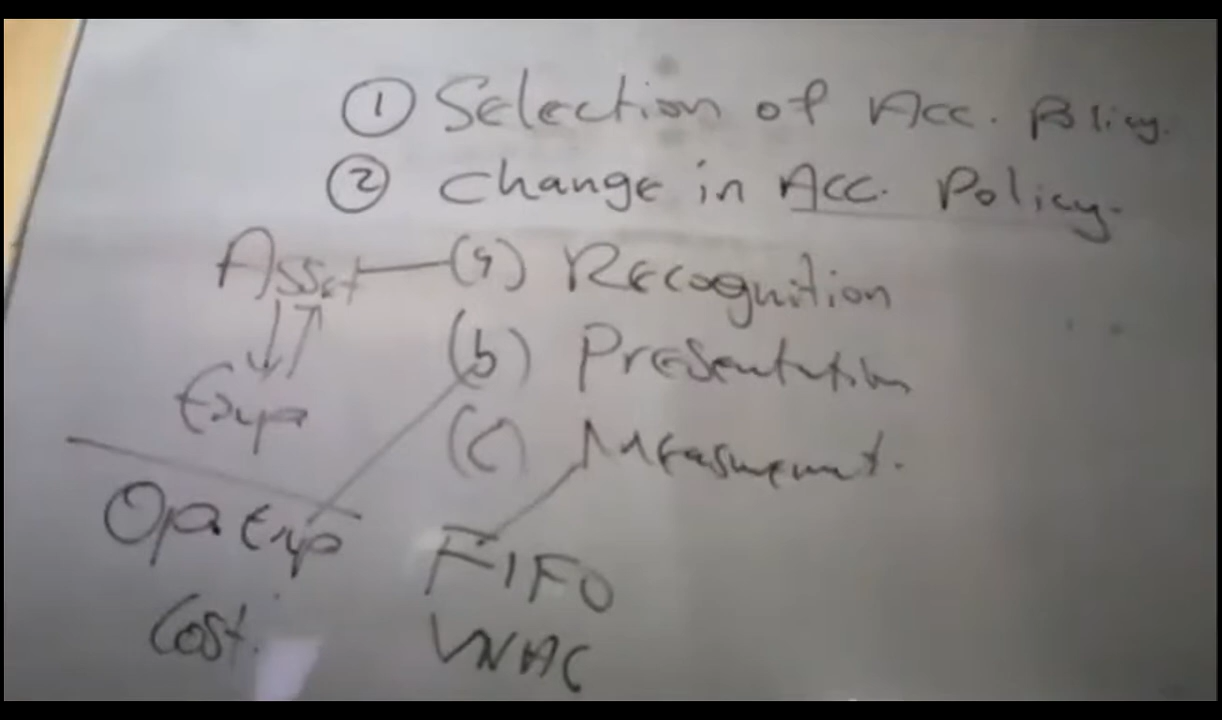 ① Selection of Acc. Policy.
② Change in Acc. Policy.
Asset (a) Recognition
(b) Presentation
Exp
(c) Measurement.
Ope Exp
FIFO
Cost.
WAC